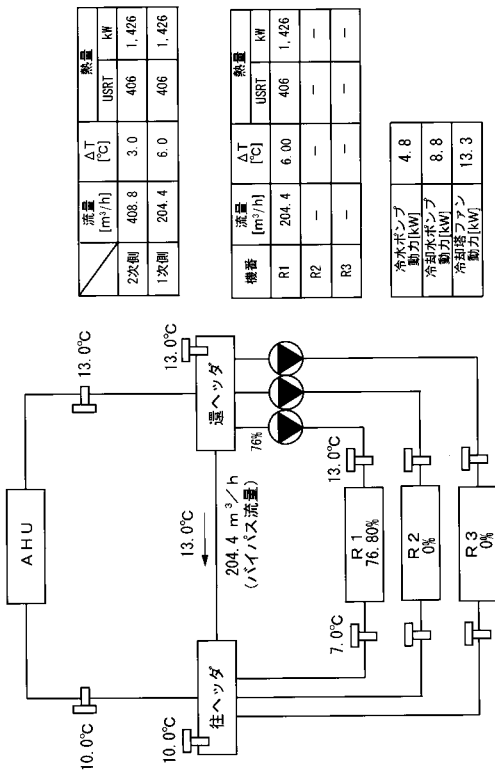 AHU
10.0℃
13.0℃
10.0℃
往ヘッダ
13.0℃
204.4 m³/h
(バイパス流量)
還ヘッダ
13.0℃
76%
7.0℃
R1
76.80%
13.0℃
R2
0%
R3
0%
流量
[m³/h]
ΔT
[℃]
熱量
USRT
kW
2次側 408.8 3.0 406 1,426
1次側 204.4 6.0 406 1,426
機番
流量
[m³/h]
ΔT
[℃]
熱量
USRT
kW
R1 204.4 6.00 406 1,426
R2 － － － －
R3 － － － －
冷水ポンプ
動力[kW]
4.8
冷却水ポンプ
動力[kW]
8.8
冷却塔ファン
動力[kW]
13.3